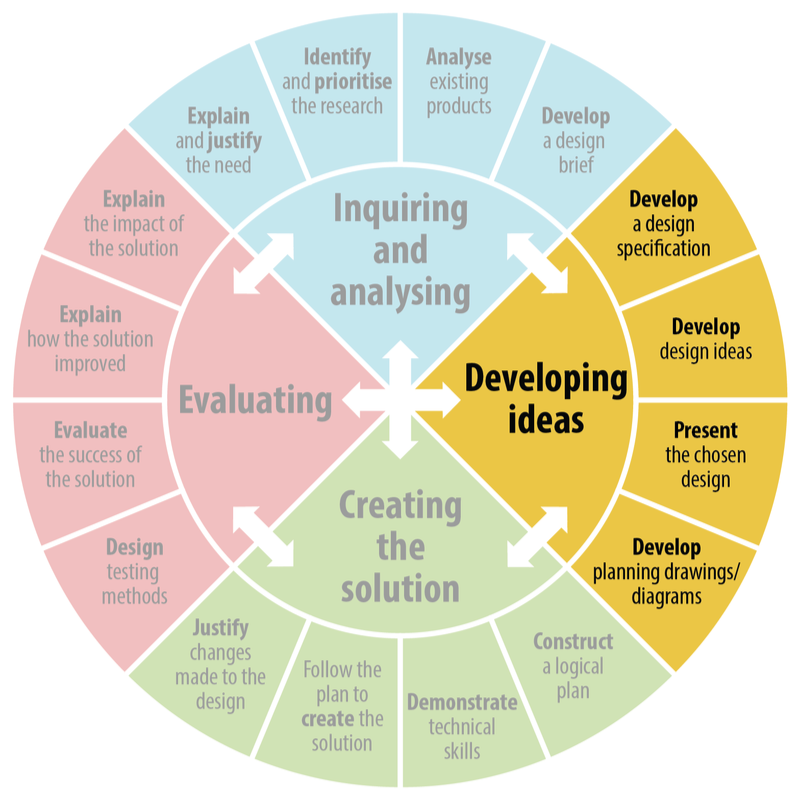 Inquiring
and
analysing
Explain
and justify
the need
Identify
and prioritise
the research
Analyse
existing
products
Develop
a design
brief
Developing
ideas
Develop
a design
specification
Develop
design ideas
Present
the chosen
design
Develop
planning drawings/
diagrams
Creating
the
solution
Construct
a logical
plan
Demonstrate
technical
skills
Follow the
plan to
create the
solution
Justify
changes
made to the
design
Evaluating
Design
testing
methods
Evaluate
the success of
the solution
Explain
how the solution
improved
Explain
the impact of
the solution